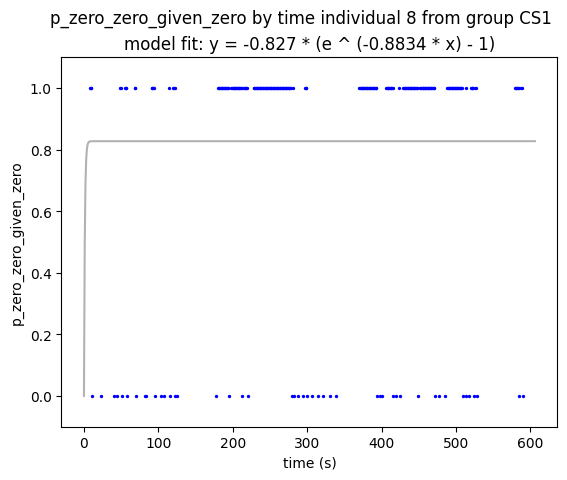 p_zero_zero_given_zero by time individual 8 from group CS1
model fit: y = -0.827 * (e ^ (-0.8834 * x) - 1)
1.0
0.8
0.6
0.4
0.2
0.0
p_zero_zero_given_zero
0 100 200 300 400 500 600
time (s)